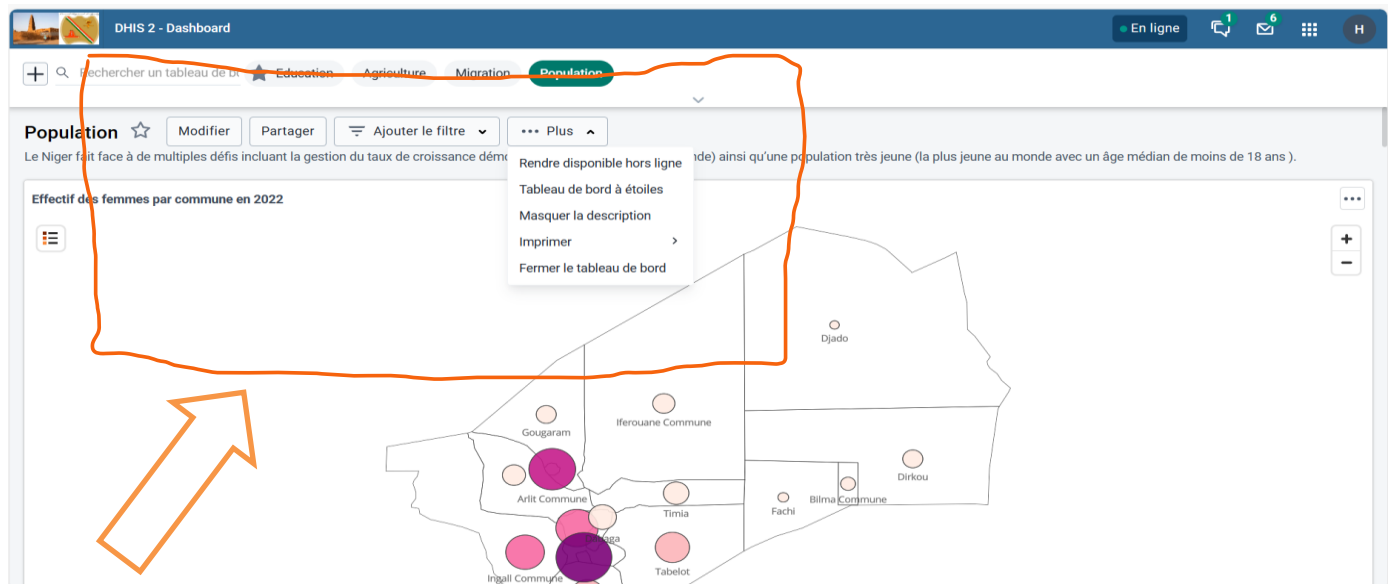 DHIS 2 - Dashboard
En ligne
1
6
H
Rechercher un tableau de
Education
Agriculture
Migration
Population
Population
Modifier
Partager
Ajouter le filtre
Plus
Le Niger fait face à de multiples défis incluant la gestion du taux de croissance nde) ainsi qu'une population très jeune (la plus jeune au monde avec un âge médian de moins de 18 ans ).
Rendre disponible hors ligne
Tableau de bord à étoiles
Masquer la description
Imprimer
Fermer le tableau de bord
Effectif des femmes par commune en 2022
Djado
Iferouane Commune
Gougaram
Dirkou
Arlit Commune
Bilma Commune
Timia
Fachi
Tabelot
Ingall Commune